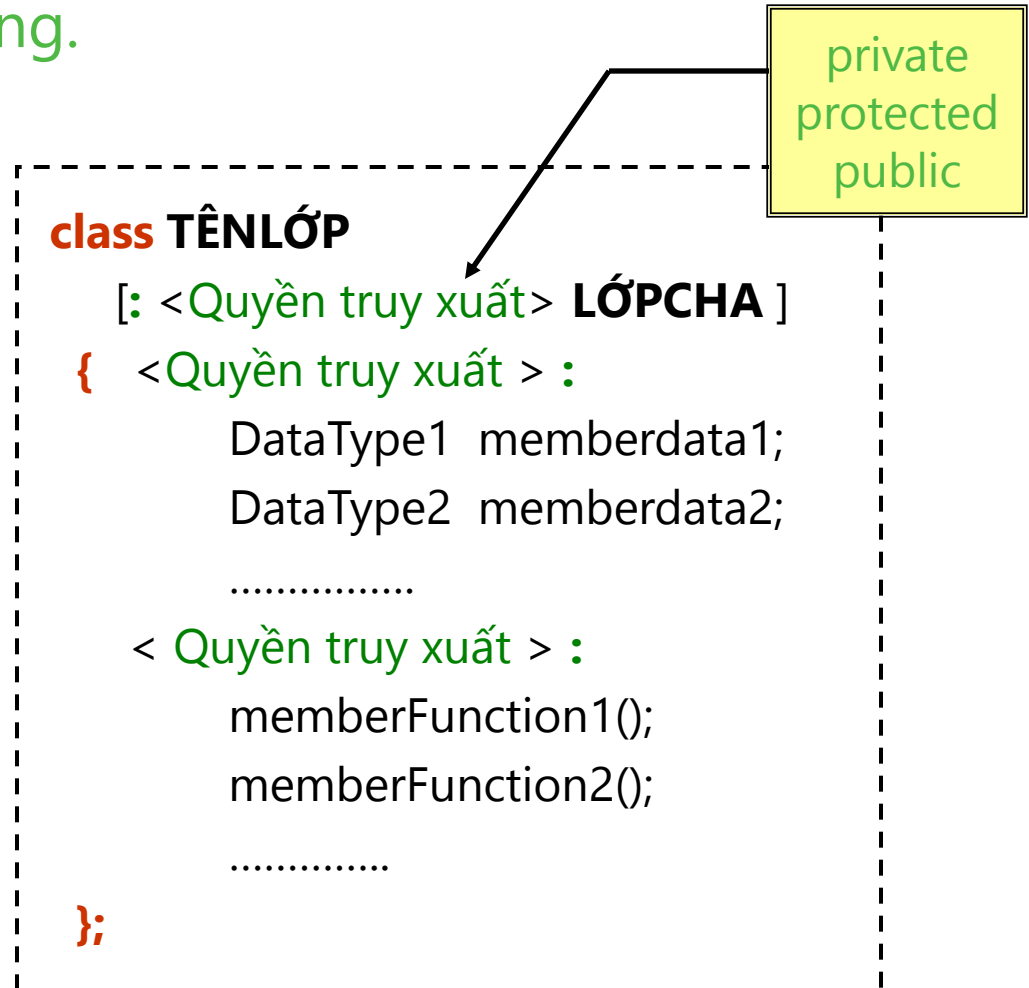 ng.
private
protected
public
class TÊNLỚP
[: <Quyền truy xuất> LỚPCHA ]
{ <Quyền truy xuất > :
DataType1 memberdata1;
DataType2 memberdata2;
................
< Quyền truy xuất > :
memberFunction1();
memberFunction2();
..............
};